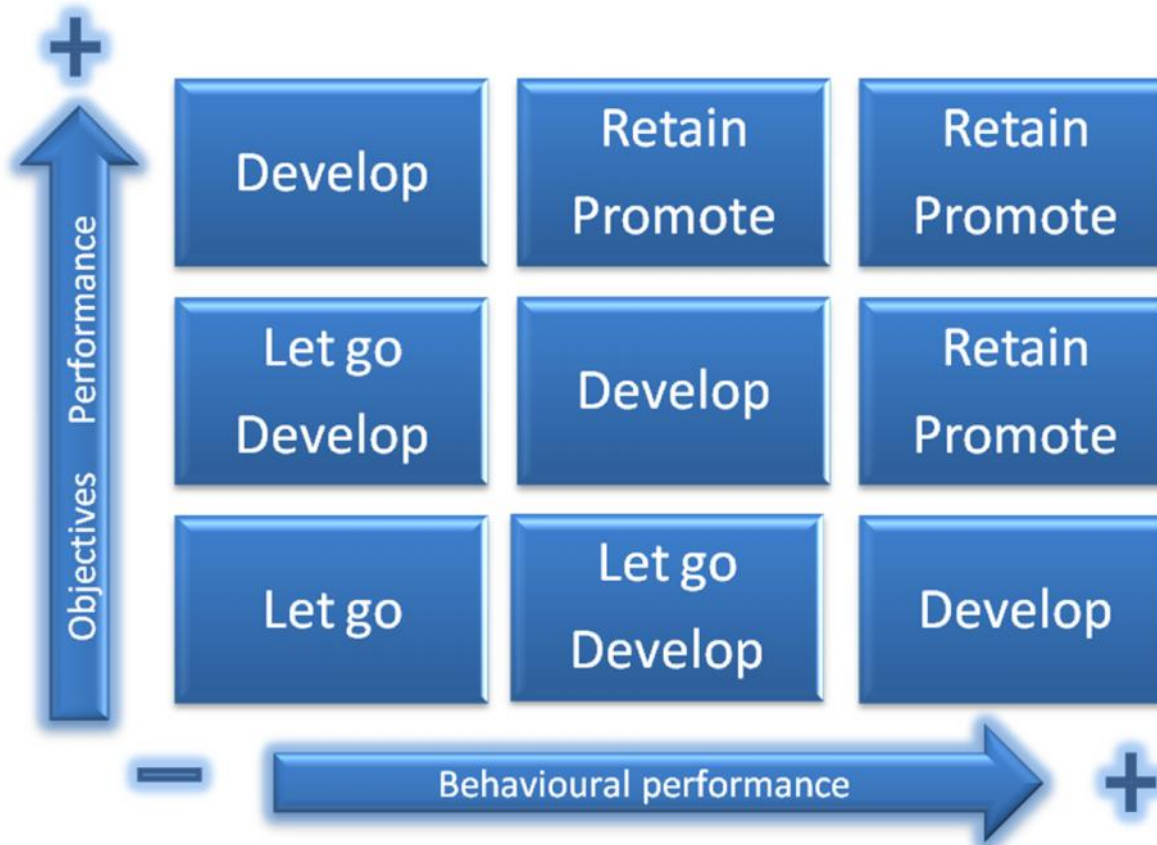 +
Develop
Retain
Promote
Retain
Promote
Let go
Develop
Develop
Retain
Promote
Let go
Let go
Develop
Develop
Objectives Performance
−
Behavioural performance
+